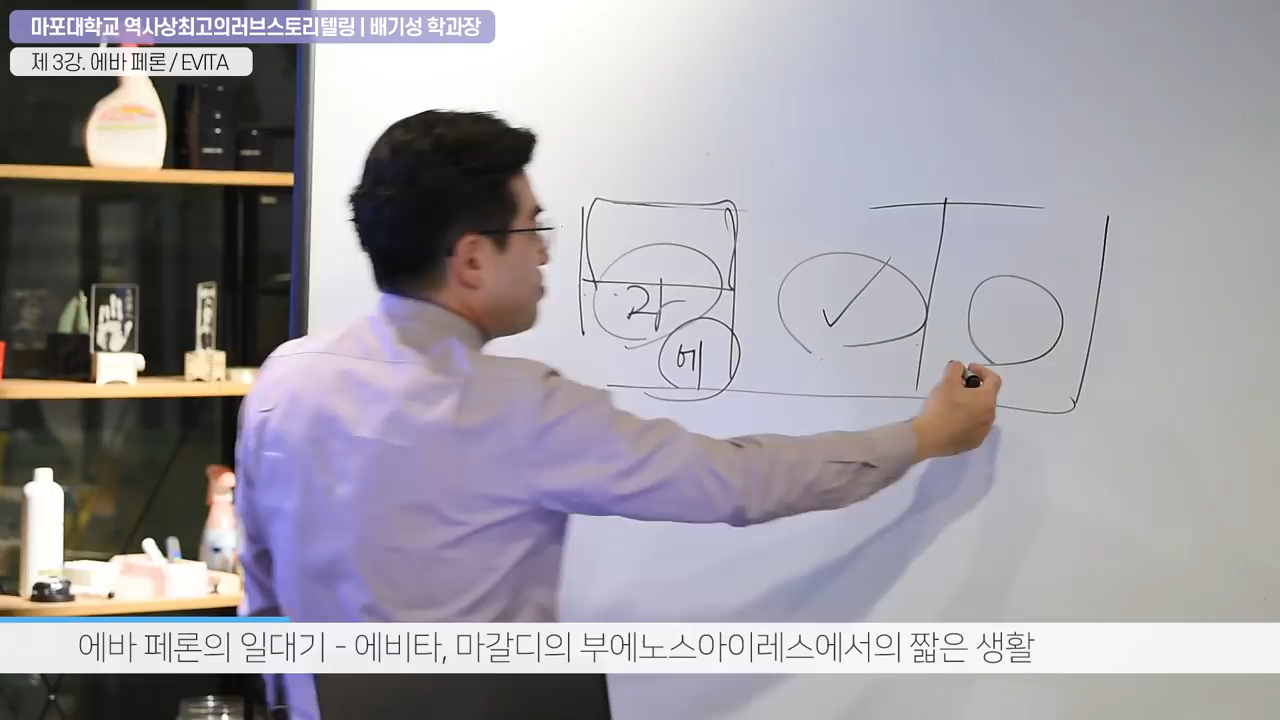 마포대학교 역사상최고의러브스토리텔링 | 배기성 학과장
제 3강. 에바 페론 / EVITA
에
에바 페론의 일대기 - 에비타, 마갈디의 부에노스아이레스에서의 짧은 생활